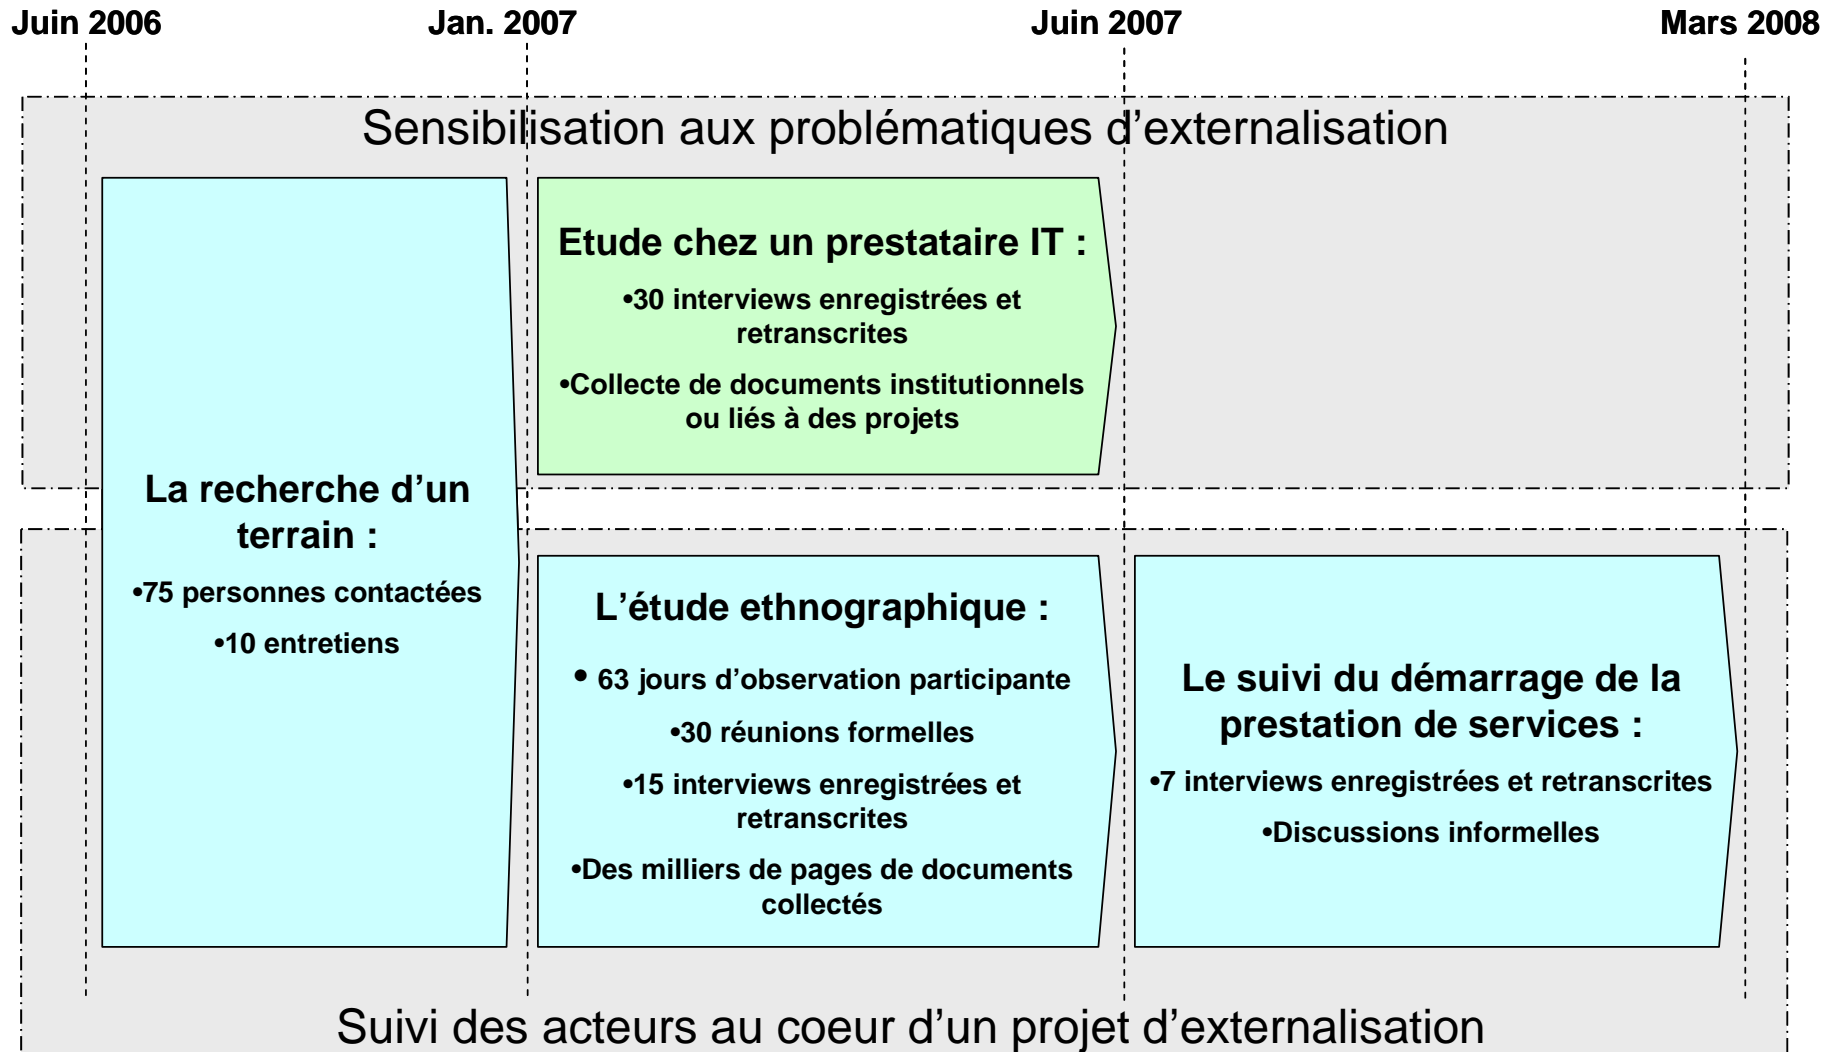 Juin 2006 Jan. 2007 Juin 2007 Mars 2008
Sensibilisation aux problématiques d’externalisation
La recherche d’un
terrain :
•75 personnes contactées
•10 entretiens
Etude chez un prestataire IT :
•30 interviews enregistrées et
retranscrites
•Collecte de documents institutionnels
ou liés à des projets
L’étude ethnographique :
• 63 jours d’observation participante
•30 réunions formelles
•15 interviews enregistrées et
retranscrites
•Des milliers de pages de documents
collectés
Le suivi du démarrage de la
prestation de services :
•7 interviews enregistrées et retranscrites
•Discussions informelles
Suivi des acteurs au coeur d’un projet d’externalisation